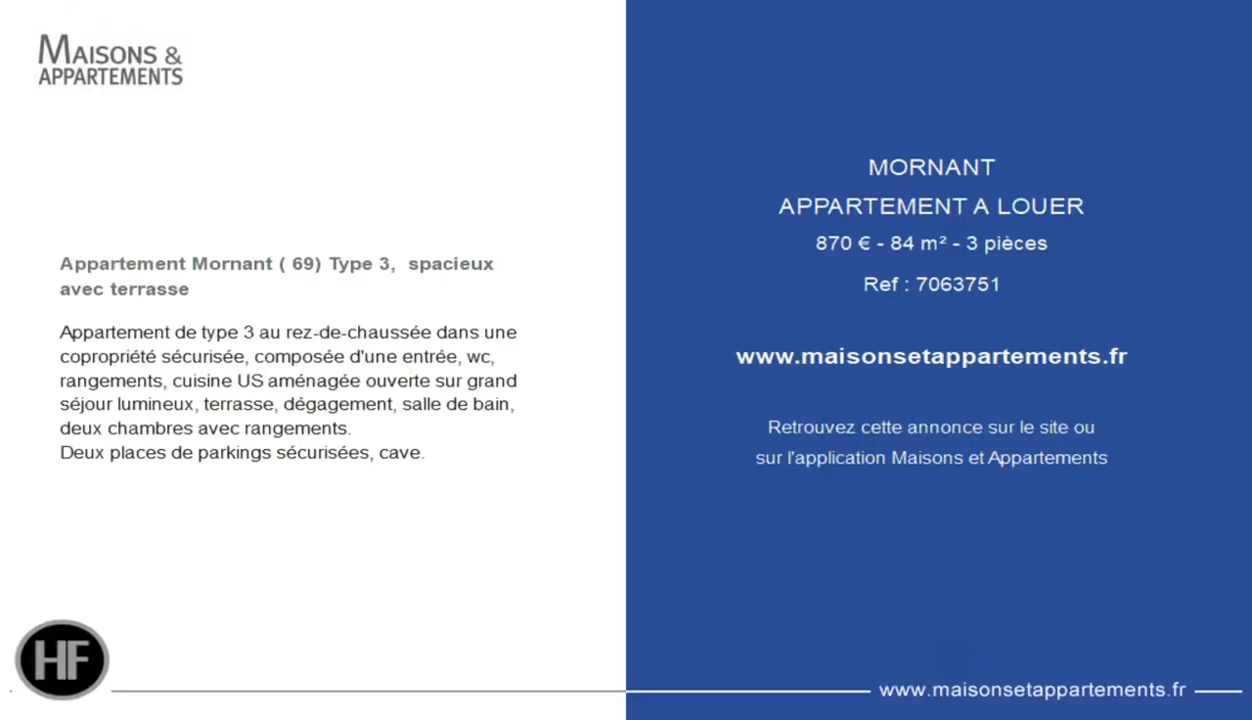 MAISONS &
APPARTEMENTS
Appartement Mornant ( 69) Type 3,  spacieux
avec terrasse
Appartement de type 3 au rez-de-chaussée dans une
copropriété sécurisée, composée d'une entrée, wc,
rangements, cuisine US aménagée ouverte sur grand
séjour lumineux, terrasse, dégagement, salle de bain,
deux chambres avec rangements.
Deux places de parkings sécurisées, cave.
HF
MORNANT
APPARTEMENT A LOUER
870 € - 84 m² - 3 pièces
Ref : 7063751
www.maisonsetappartements.fr
Retrouvez cette annonce sur le site ou
sur l'application Maisons et Appartements
www.maisonsetappartements.fr